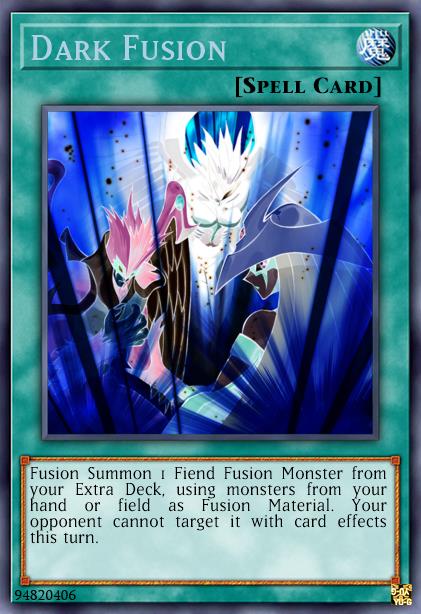 Dark Fusion
魔
[Spell Card]
Fusion Summon 1 Fiend Fusion Monster from
your Extra Deck, using monsters from your
hand or field as Fusion Material. Your
opponent cannot target it with card effects
this turn.
94820406